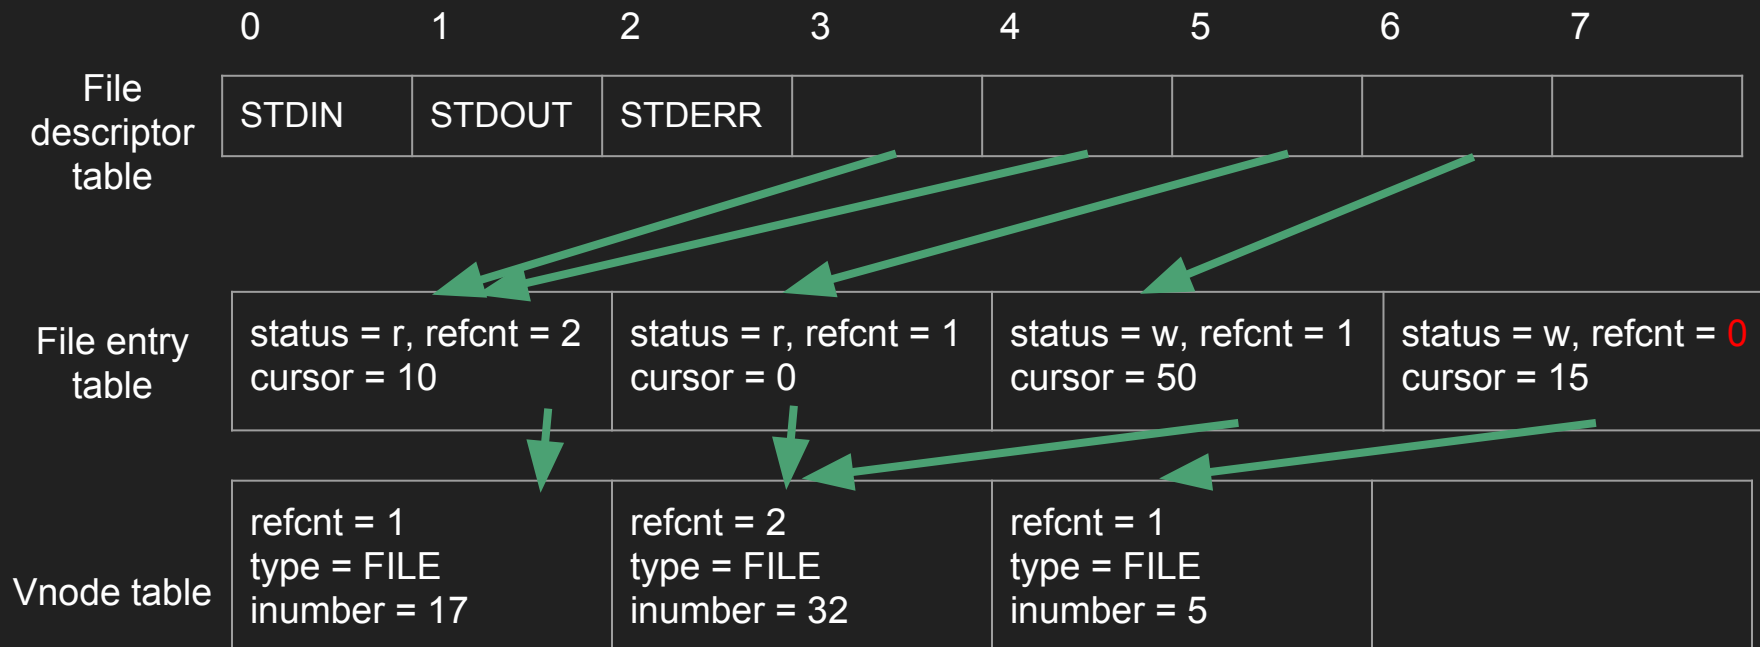 0 1 2 3 4 5 6 7
File
descriptor
table
STDIN STDOUT STDERR
File entry
table
status = r, refcnt = 2
cursor = 10
status = r, refcnt = 1
cursor = 0
status = w, refcnt = 1
cursor = 50
status = w, refcnt = 0
cursor = 15
Vnode table
refcnt = 1
type = FILE
inumber = 17
refcnt = 2
type = FILE
inumber = 32
refcnt = 1
type = FILE
inumber = 5